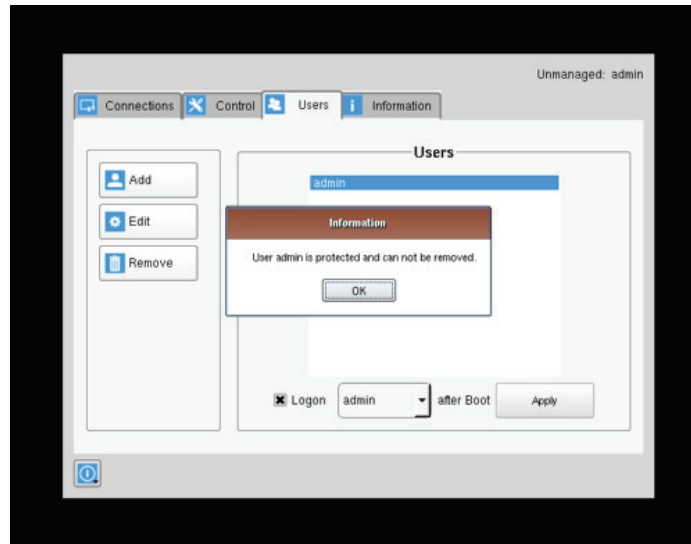 Unmanaged: admin
Connections Control Users Information
Users
Add
admin
Edit
Information
Remove
User admin is protected and can not be removed.
OK
Logon admin after Boot Apply